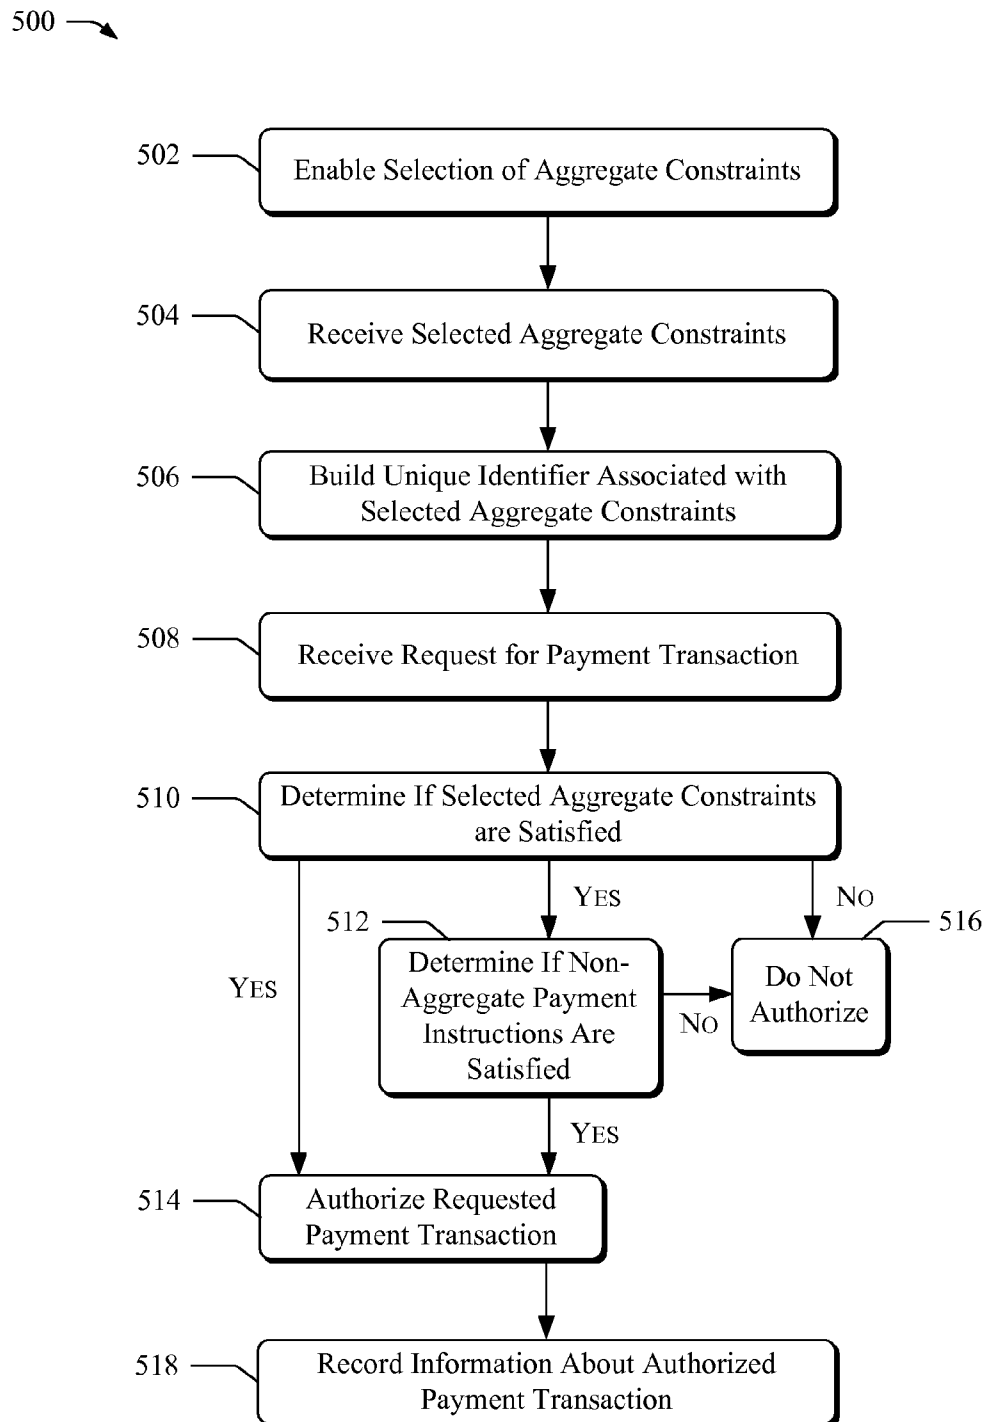 500
502
Enable Selection of Aggregate Constraints
504
Receive Selected Aggregate Constraints
506
Build Unique Identifier Associated with
Selected Aggregate Constraints
508
Receive Request for Payment Transaction
510
Determine If Selected Aggregate Constraints
are Satisfied
YES
YES
NO
512
516
Determine If Non-
Aggregate Payment
Instructions Are
Satisfied
NO
Do Not
Authorize
YES
514
Authorize Requested
Payment Transaction
518
Record Information About Authorized
Payment Transaction